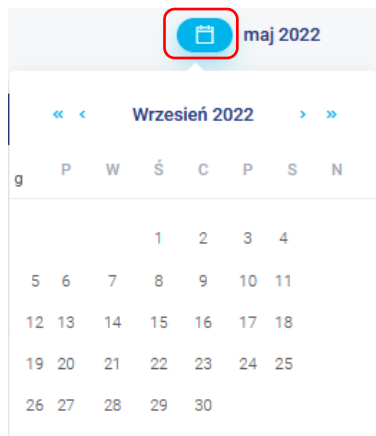 maj 2022
« ‹ Wrzesień 2022 › »
g P W Ś C P S N
1 2 3 4
5 6 7 8 9 10 11
12 13 14 15 16 17 18
19 20 21 22 23 24 25
26 27 28 29 30